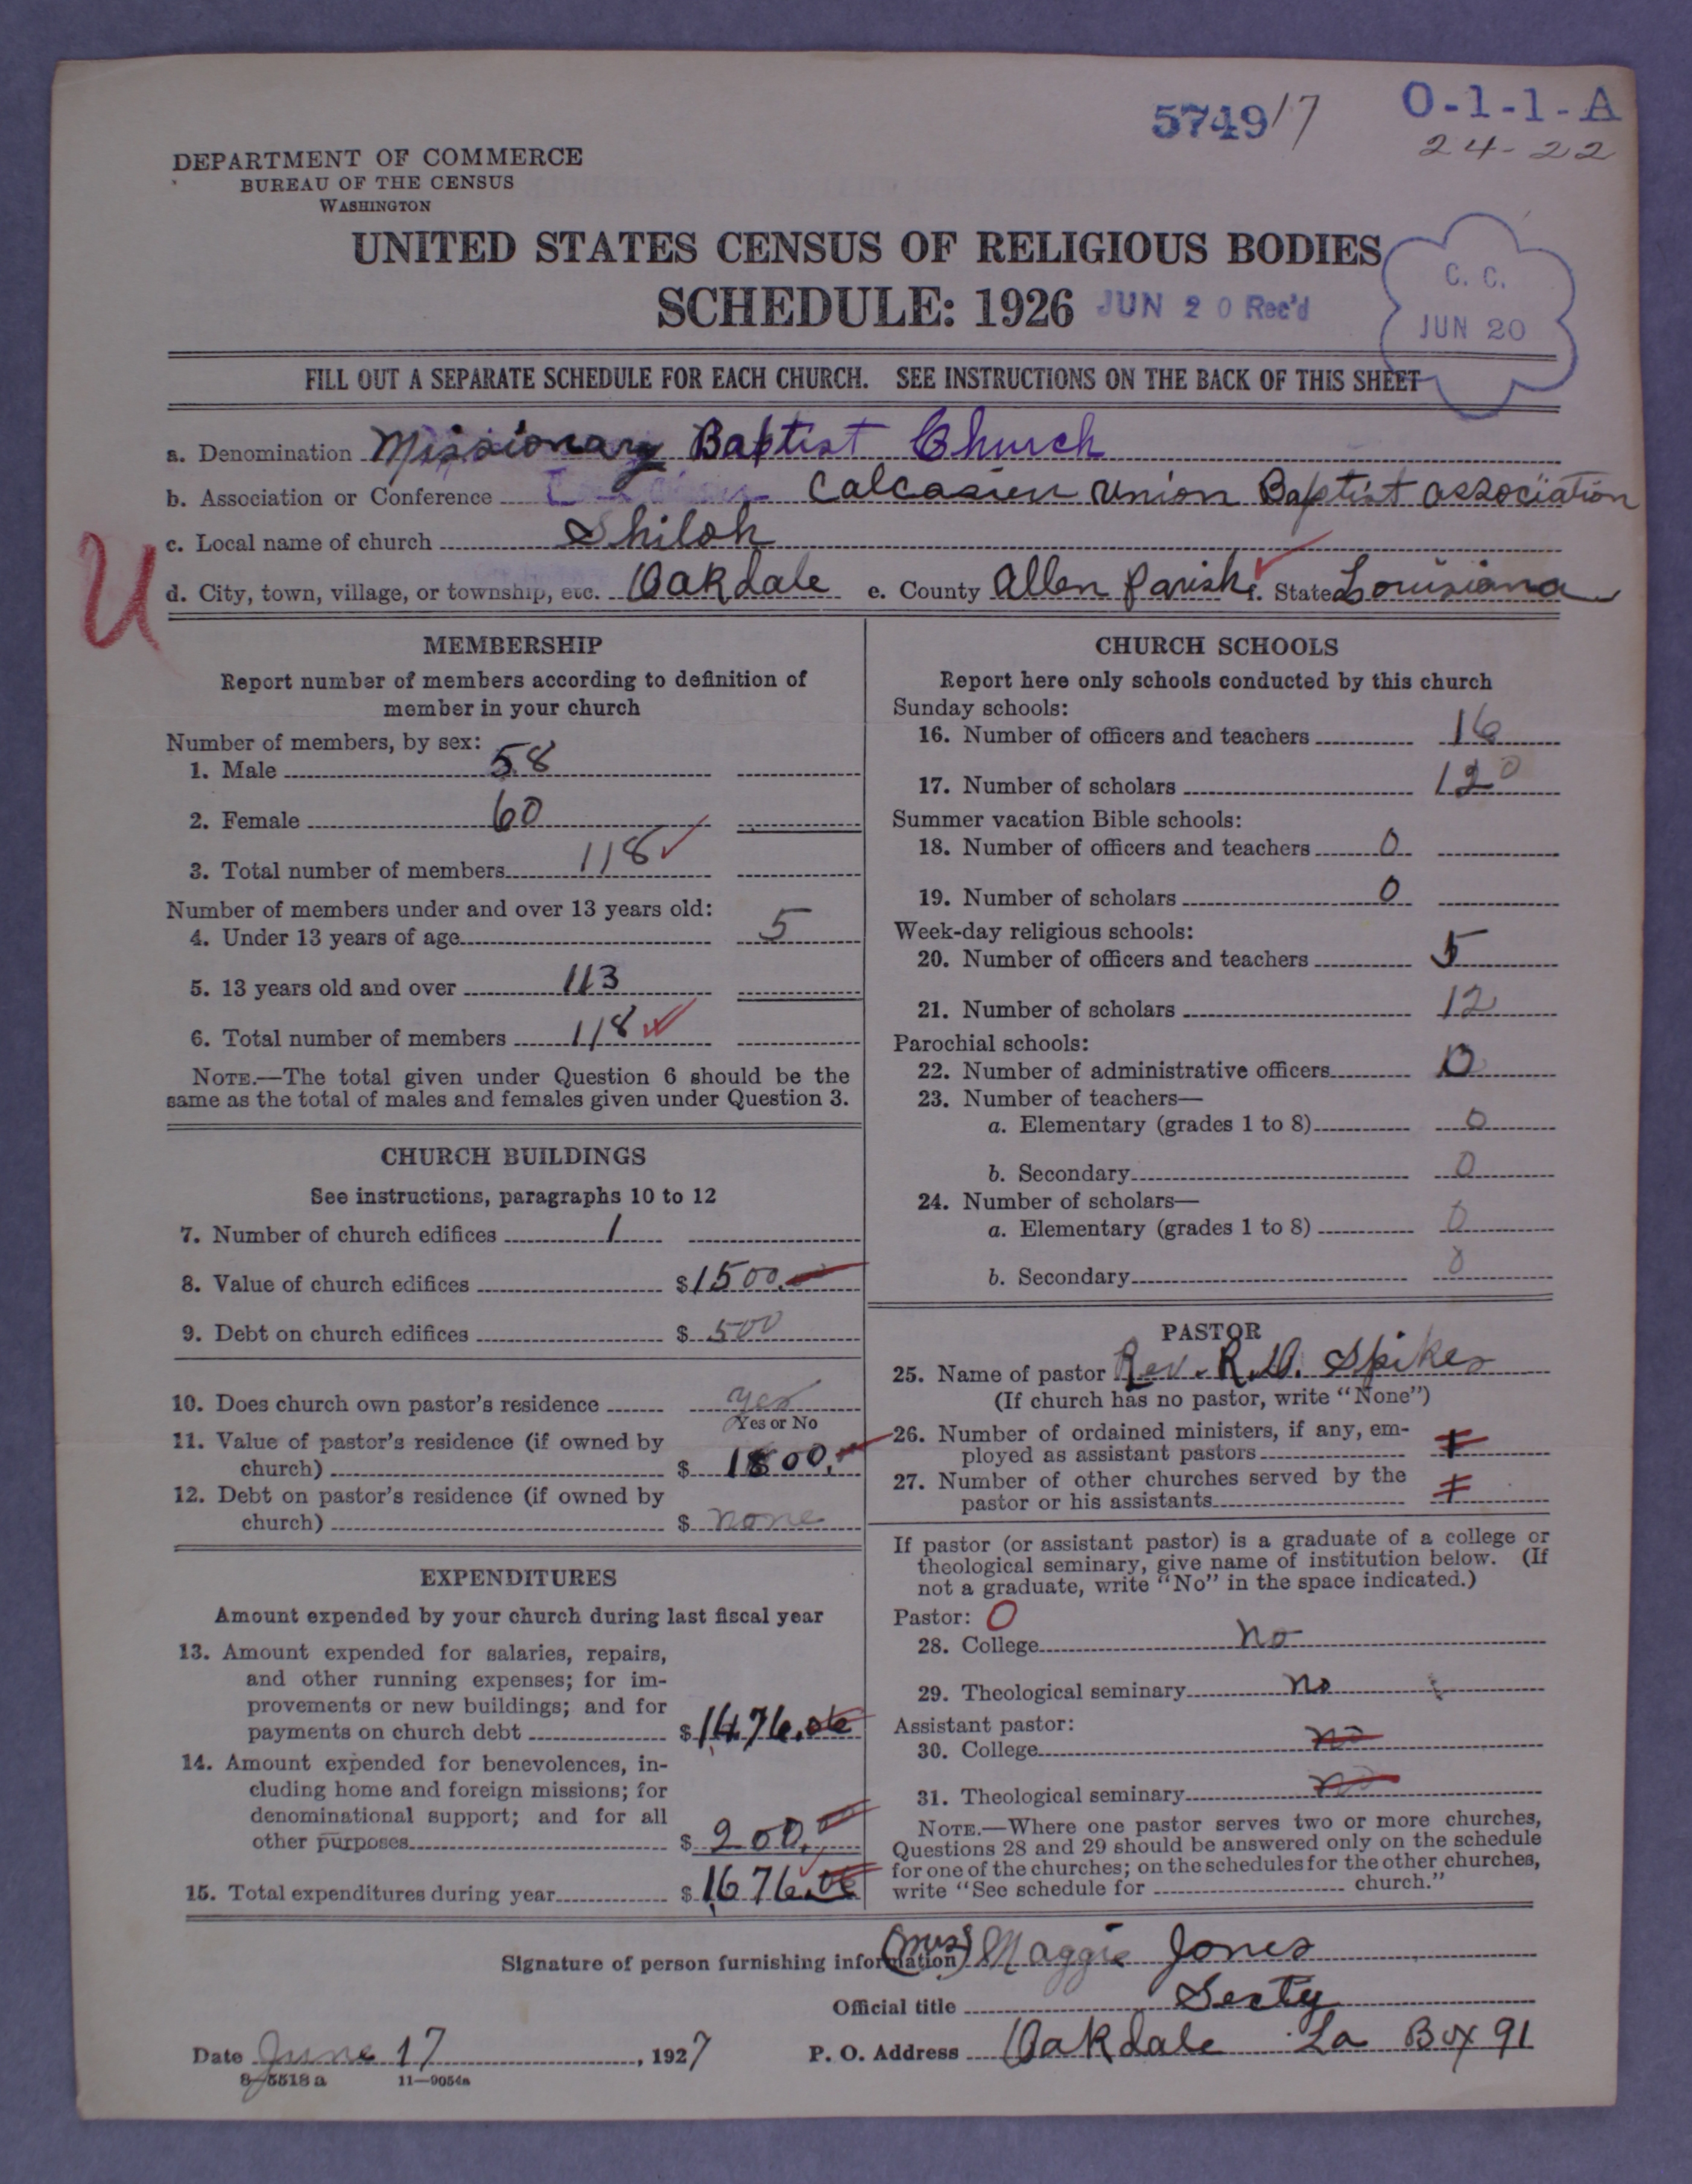 5749 17
O-1-1-A
24-22
DEPARTMENT OF COMMERCE
BUREAU OF THE CENSUS
WASHINGTON
UNITED STATES CENSUS OF RELIGIOUS BODIES
SCHEDULE: 1926 JUN 20 Rec'd
C. C.
JUN 20
FILL OUT A SEPARATE SCHEDULE FOR EACH CHURCH. SEE INSTRUCTIONS ON THE BACK OF THIS SHEET
a. Denomination Missionary Baptist Church
b. Association or Conference Calcasieu Union Baptist association
c. Local name of church Shiloh
U
d. City, town, village, or township, etc. Oakdale e. County Allen Parish f. State Louisiana
MEMBERSHIP
Report number of members according to definition of
member in your church
Number of members, by sex:
1. Male 58
2. Female 60
3. Total number of members 118
Number of members under and over 13 years old:
4. Under 13 years of age 5
5. 13 years old and over 113
6. Total number of members 118
NOTE.—The total given under Question 6 should be the
same as the total of males and females given under Question 3.
CHURCH BUILDINGS
See instructions, paragraphs 10 to 12
7. Number of church edifices 1
8. Value of church edifices $1500.
9. Debt on church edifices $ 500
10. Does church own pastor's residence yes
Yes or No
11. Value of pastor's residence (if owned by
church) $ 1800.
12. Debt on pastor's residence (if owned by
church) $ none
EXPENDITURES
Amount expended by your church during last fiscal year
13. Amount expended for salaries, repairs,
and other running expenses; for im-
provements or new buildings; and for
payments on church debt $1476.06
14. Amount expended for benevolences, in-
cluding home and foreign missions; for
denominational support; and for all
other purposes $ 200.00
15. Total expenditures during year $1676.06
CHURCH SCHOOLS
Report here only schools conducted by this church
Sunday schools:
16. Number of officers and teachers 16
17. Number of scholars 120
Summer vacation Bible schools:
18. Number of officers and teachers 0
19. Number of scholars 0
Week-day religious schools:
20. Number of officers and teachers 5
21. Number of scholars 12
Parochial schools:
22. Number of administrative officers 0
23. Number of teachers—
a. Elementary (grades 1 to 8) 0
b. Secondary 0
24. Number of scholars—
a. Elementary (grades 1 to 8) 0
b. Secondary 0
PASTOR
25. Name of pastor Rev. R.D. Spikes
(If church has no pastor, write "None")
26. Number of ordained ministers, if any, em-
ployed as assistant pastors
27. Number of other churches served by the
pastor or his assistants
If pastor (or assistant pastor) is a graduate of a college or
theological seminary, give name of institution below. (If
not a graduate, write "No" in the space indicated.)
Pastor: O
28. College no
29. Theological seminary no
Assistant pastor:
30. College no
31. Theological seminary no
NOTE.—Where one pastor serves two or more churches,
Questions 28 and 29 should be answered only on the schedule
for one of the churches; on the schedules for the other churches,
write "See schedule for church."
Signature of person furnishing information (Mrs) Maggie Jones
Official title Secty
Date June 17, 1927 P. O. Address Oakdale La Box 91
8—5518 a 11—9054a